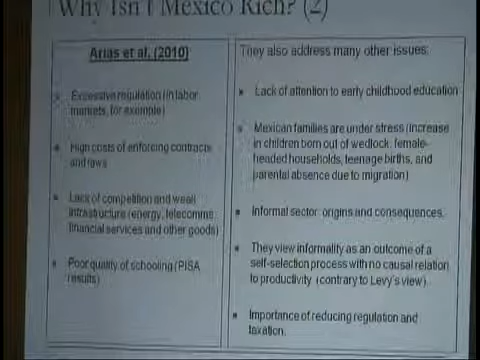 Why Isn't Mexico Rich? (2)
Arias et al. (2010)
Excessive regulation (in labor
markets, for example)
High costs of enforcing contracts
and laws
Lack of competition and weak
infrastructure (energy, telecomms,
financial services and other goods)
Poor quality of schooling (PISA
results)
They also address many other issues:
Lack of attention to early childhood education
Mexican families are under stress (increase
in children born out of wedlock, female-
headed households, teenage births, and
parental absence due to migration)
Informal sector: origins and consequences.
They view informality as an outcome of a
self-selection process with no causal relation
to productivity (contrary to Levy's view).
Importance of reducing regulation and
taxation.